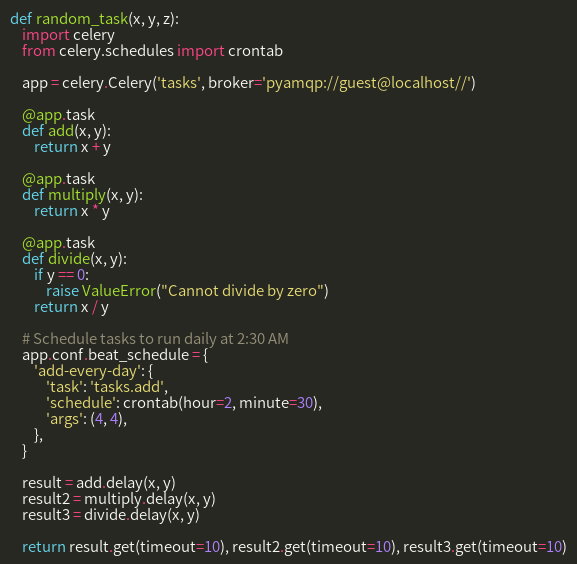 def random_task(x, y, z):
    import celery
    from celery.schedules import crontab

    app = celery.Celery('tasks', broker='pyamqp://guest@localhost//')

    @app.task
    def add(x, y):
        return x + y

    @app.task
    def multiply(x, y):
        return x * y

    @app.task
    def divide(x, y):
        if y == 0:
            raise ValueError("Cannot divide by zero")
        return x / y

    # Schedule tasks to run daily at 2:30 AM
    app.conf.beat_schedule = {
        'add-every-day': {
            'task': 'tasks.add',
            'schedule': crontab(hour=2, minute=30),
            'args': (4, 4),
        },
    }

    result = add.delay(x, y)
    result2 = multiply.delay(x, y)
    result3 = divide.delay(x, y)

    return result.get(timeout=10), result2.get(timeout=10), result3.get(timeout=10)